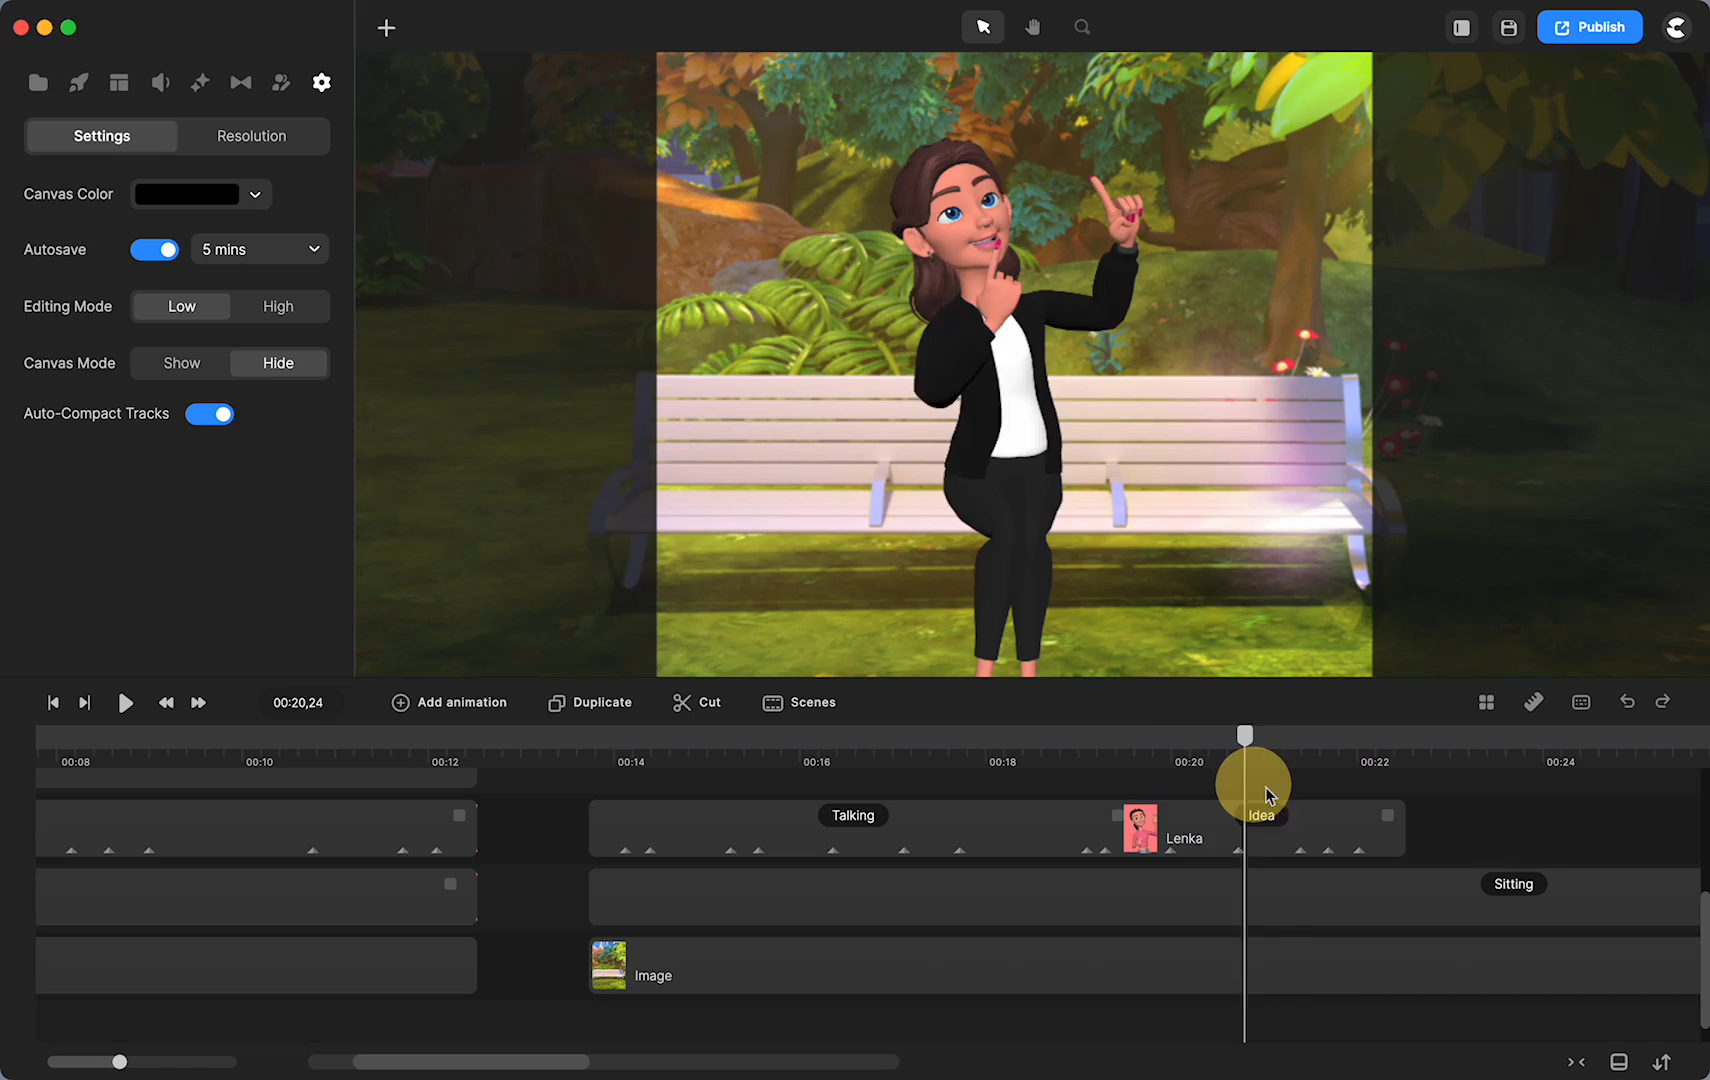 Publish
Settings
Resolution
Canvas Color
Autosave
5 mins
Editing Mode
Low
High
Canvas Mode
Show
Hide
Auto-Compact Tracks
00:20,24
Add animation
Duplicate
Cut
Scenes
00:08
00:10
00:12
00:14
00:16
00:18
00:20
00:22
00:24
Talking
Idea
Lenka
Sitting
Image